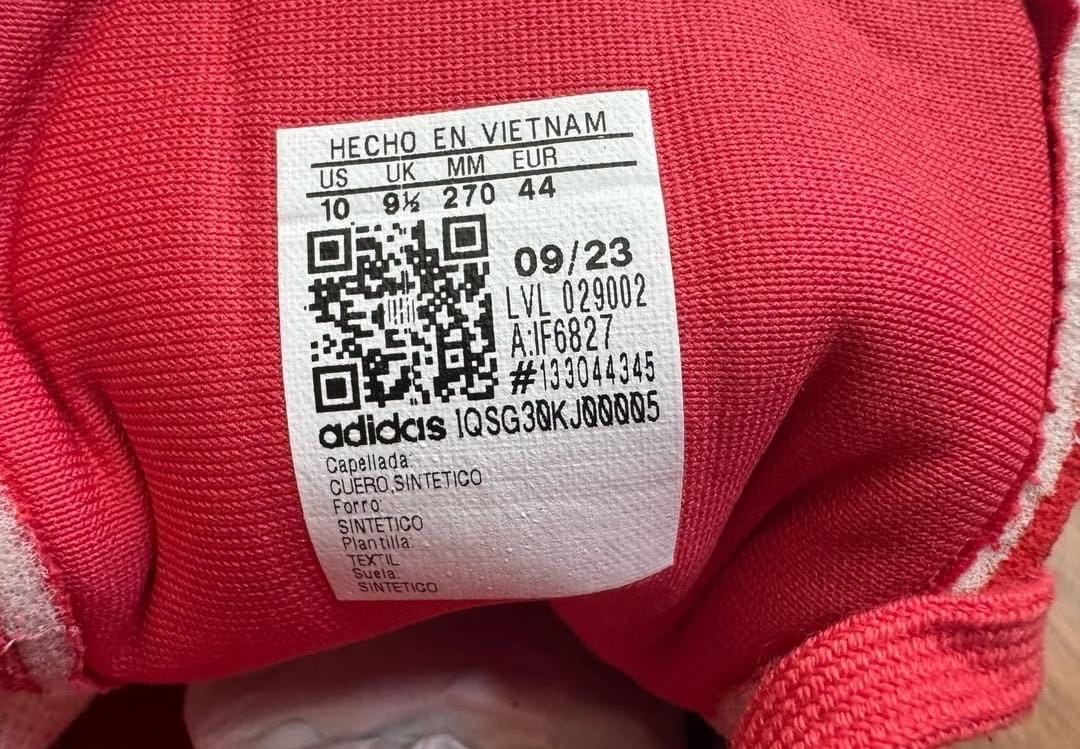 HECHO EN VIETNAM
US UK MM EUR
10 9½ 270 44
09/23
LVL 029002
A:IF6827
#133044345
adidas IQSG30KJ00005
Capellada:
CUERO,SINTETICO
Forro:
SINTETICO
Plantilla:
TEXTIL
Suela:
SINTETICO